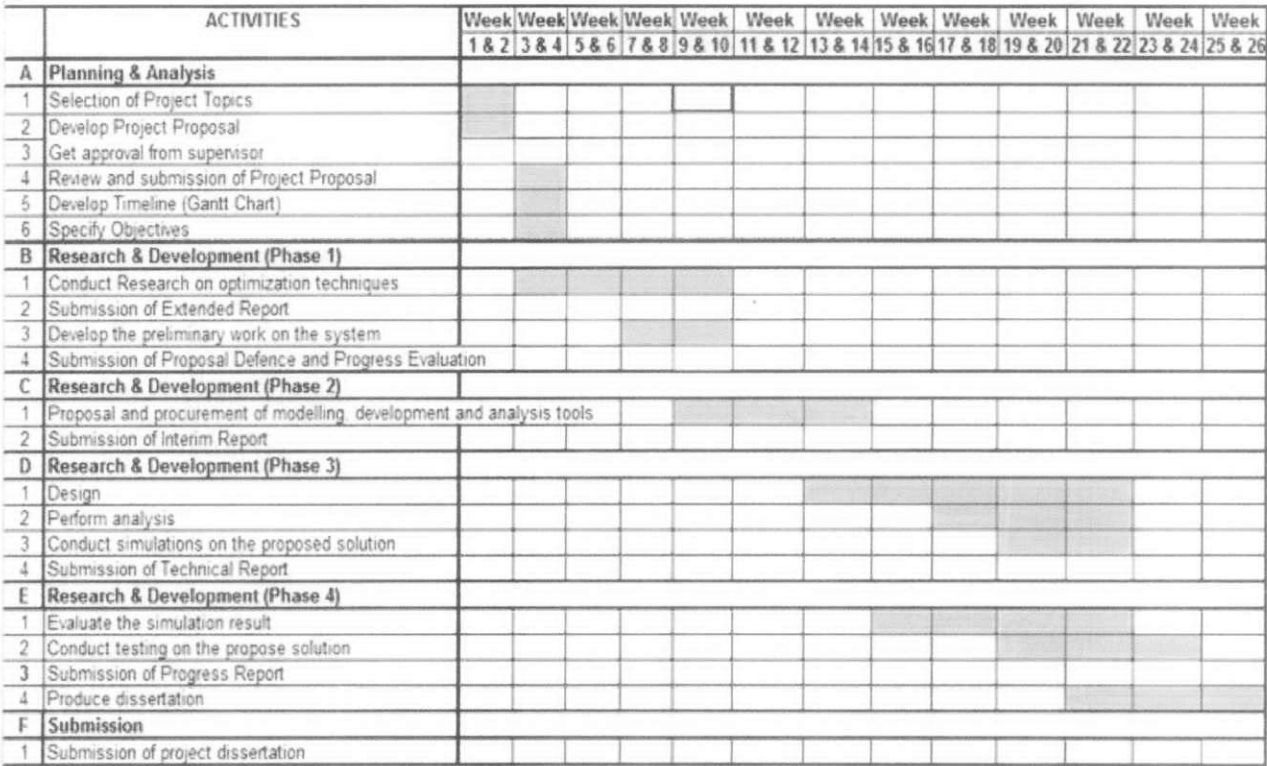 ACTIVITIES Week Week Week Week Week Week Week Week Week Week Week Week Week
1 & 2 3 & 4 5 & 6 7 & 8 9 & 10 11 & 12 13 & 14 15 & 16 17 & 18 19 & 20 21 & 22 23 & 24 25 & 26
A Planning & Analysis
1 Selection of Project Topics
2 Develop Project Proposal
3 Get approval from supervisor
4 Review and submission of Project Proposal
5 Develop Timeline (Gantt Chart)
6 Specify Objectives
B Research & Development (Phase 1)
1 Conduct Research on optimization techniques
2 Submission of Extended Report
3 Develop the preliminary work on the system
4 Submission of Proposal Defence and Progress Evaluation
C Research & Development (Phase 2)
1 Proposal and procurement of modelling, development and analysis tools
2 Submission of Interim Report
D Research & Development (Phase 3)
1 Design
2 Perform analysis
3 Conduct simulations on the proposed solution
4 Submission of Technical Report
E Research & Development (Phase 4)
1 Evaluate the simulation result
2 Conduct testing on the propose solution
3 Submission of Progress Report
4 Produce dissertation
F Submission
1 Submission of project dissertation